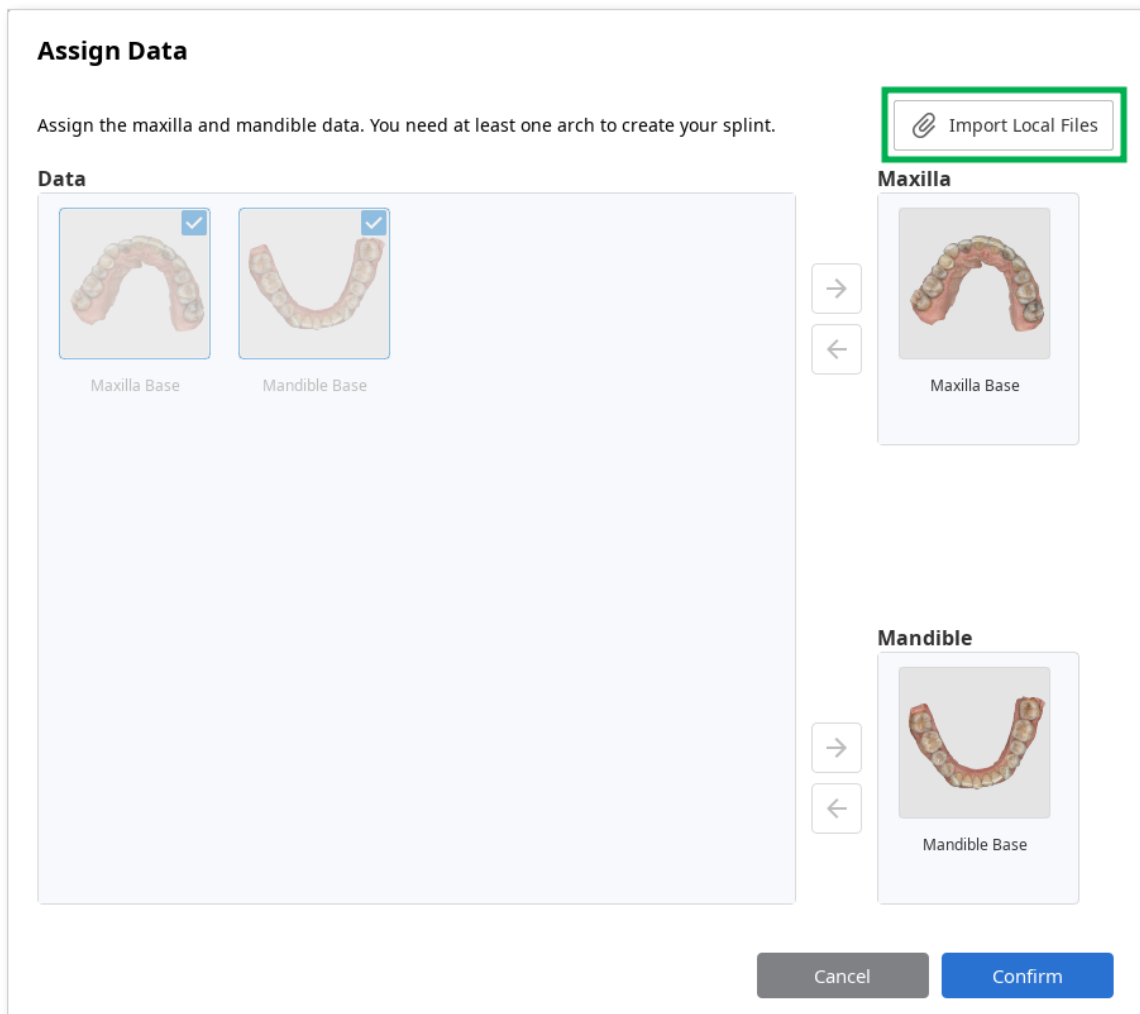 Assign Data
Assign the maxilla and mandible data. You need at least one arch to create your splint.
Import Local Files
Data
Maxilla
Maxilla Base
Mandible Base
Maxilla Base
Mandible
Mandible Base
Cancel
Confirm